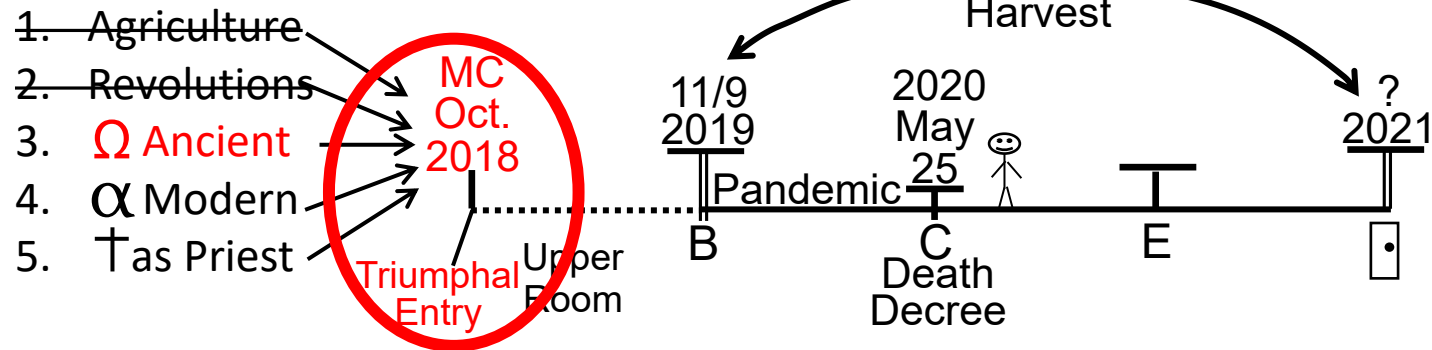 Harvest
1. Agriculture
2. Revolutions
3. Ω Ancient
4. α Modern
5. †as Priest
MC
Oct.
2018
Triumphal
Entry
Upper
Room
11/9
2019
B
Pandemic
2020
May
25
C
Death
Decree
E
?
2021